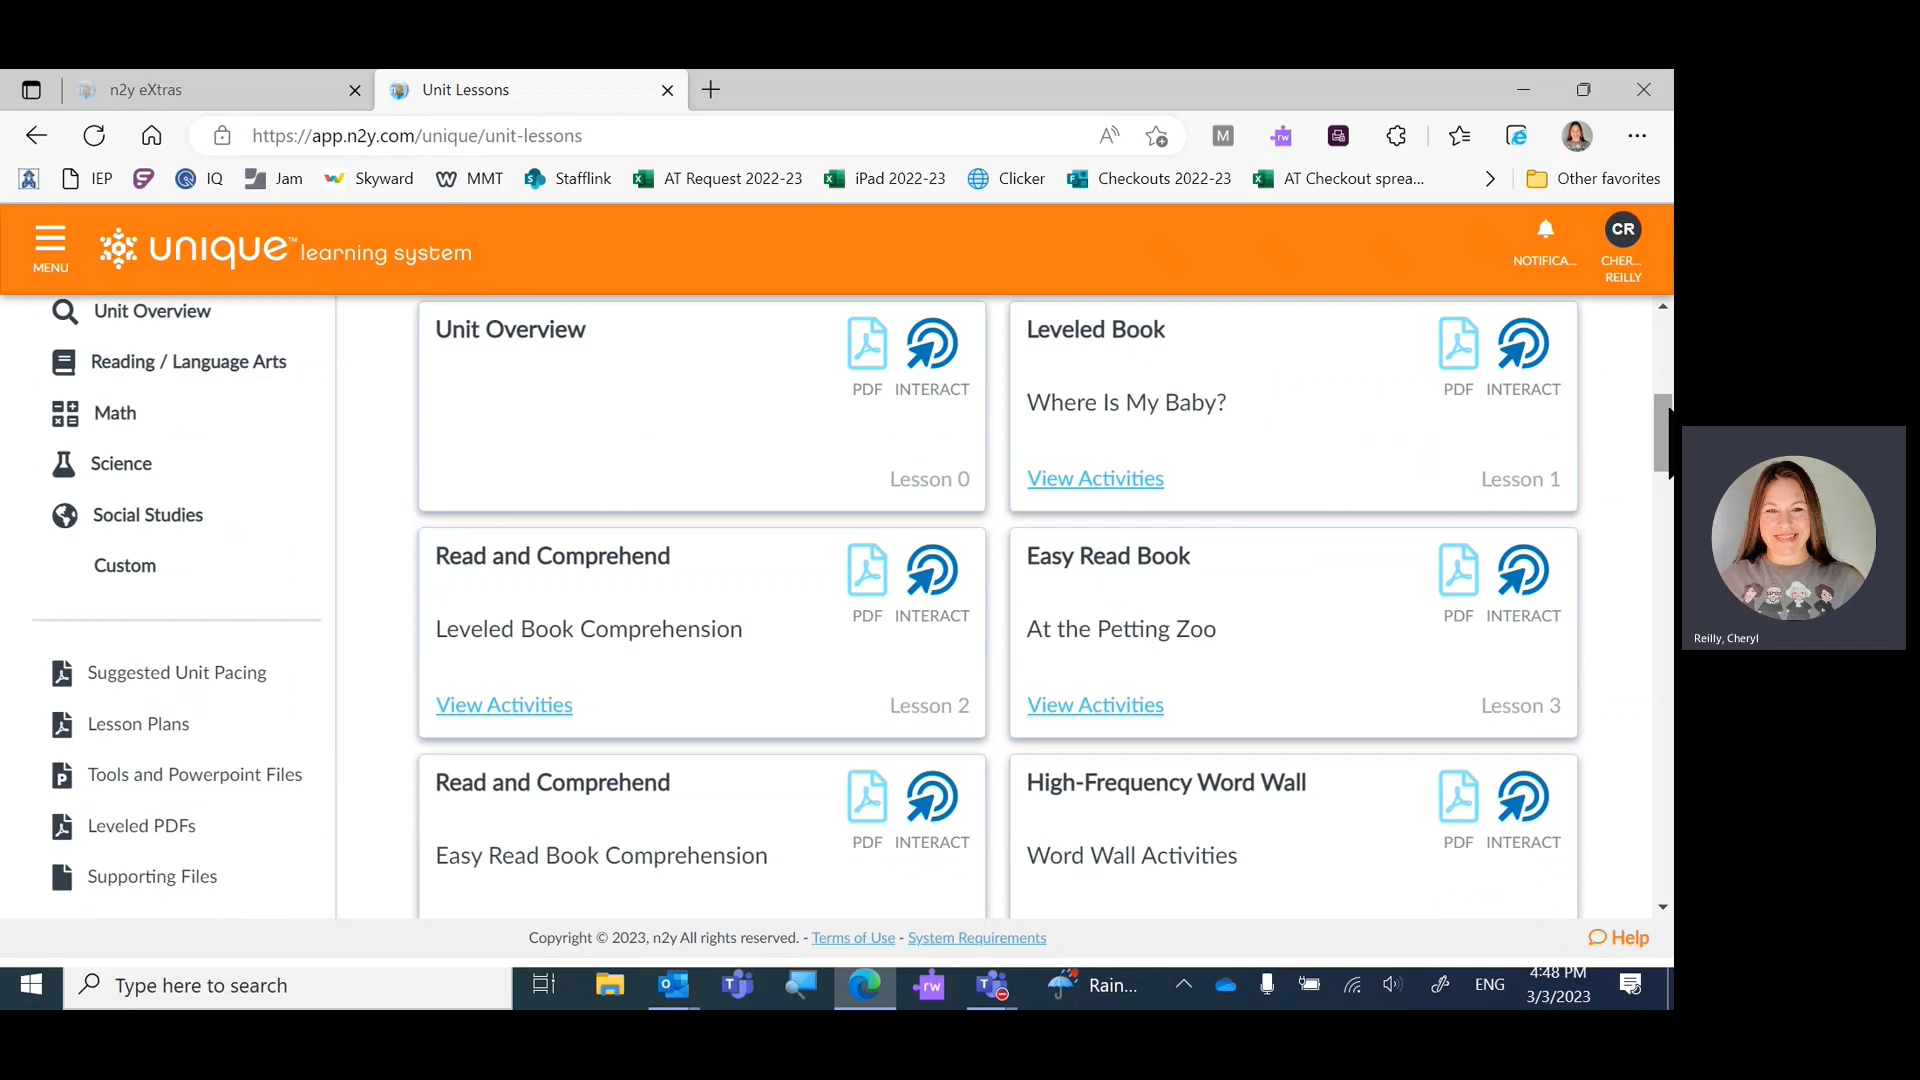 n2y eXtras
Unit Lessons
https://app.n2y.com/unique/unit-lessons
A
M
rw
IEP
IQ
Jam
Skyward
MMT
Stafflink
AT Request 2022-23
iPad 2022-23
Clicker
Checkouts 2022-23
AT Checkout sprea...
Other favorites
MENU
unique™ learning system
NOTIFICA...
CR
CHER...
REILLY
Unit Overview
Reading / Language Arts
Math
Science
Social Studies
Custom
Suggested Unit Pacing
Lesson Plans
Tools and Powerpoint Files
Leveled PDFs
Supporting Files
Unit Overview
PDF INTERACT
Lesson 0
Leveled Book
PDF INTERACT
Where Is My Baby?
View Activities
Lesson 1
Read and Comprehend
PDF INTERACT
Leveled Book Comprehension
View Activities
Lesson 2
Easy Read Book
PDF INTERACT
At the Petting Zoo
View Activities
Lesson 3
Read and Comprehend
PDF INTERACT
Easy Read Book Comprehension
High-Frequency Word Wall
PDF INTERACT
Word Wall Activities
Copyright © 2023, n2y All rights reserved. - Terms of Use - System Requirements
Help
Reilly, Cheryl
Type here to search
rw
Rain...
ENG
4:48 PM
3/3/2023